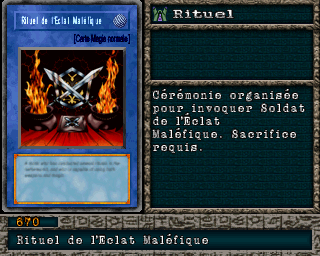 Rituel de l'Éclat Maléfique
[Carte Magie normale]
Rituel
Cérémonie organisée
pour invoquer Soldat
de l'Éclat
Maléfique. Sacrifice
requis.
670
Rituel de l'Éclat Maléfique